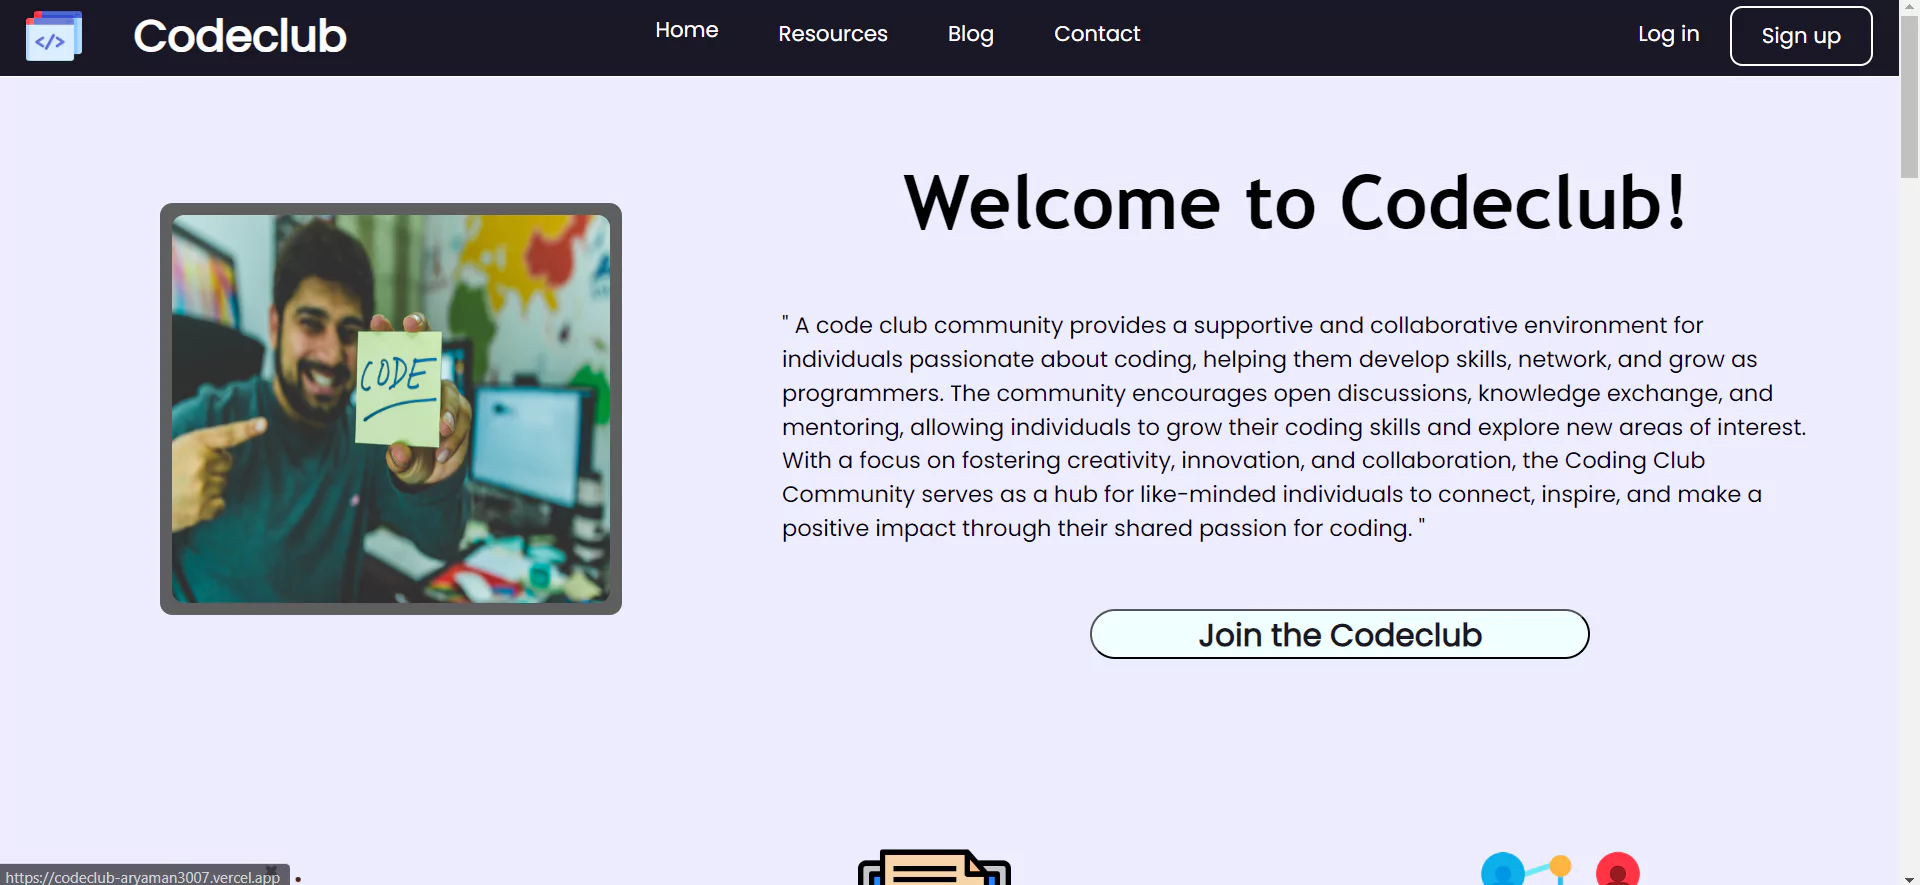 </>
Codeclub
Home
Resources
Blog
Contact
Log in
Sign up
Welcome to Codeclub!
CODE
" A code club community provides a supportive and collaborative environment for
individuals passionate about coding, helping them develop skills, network, and grow as
programmers. The community encourages open discussions, knowledge exchange, and
mentoring, allowing individuals to grow their coding skills and explore new areas of interest.
With a focus on fostering creativity, innovation, and collaboration, the Coding Club
Community serves as a hub for like-minded individuals to connect, inspire, and make a
positive impact through their shared passion for coding. "
Join the Codeclub
https://codeclub-aryaman3007.vercel.app